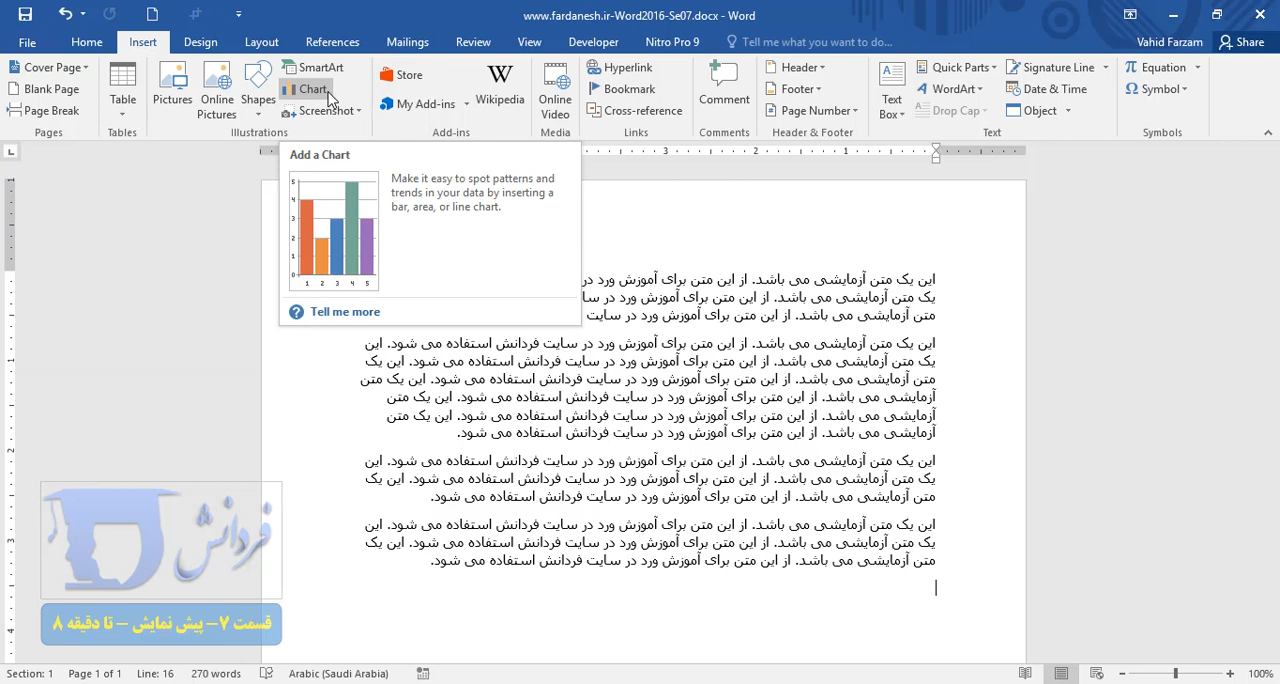 www.fardanesh.ir-Word2016-Se07.docx - Word
File Home Insert Design Layout References Mailings Review View Developer Nitro Pro 9 Tell me what you want to do... Vahid Farzam Share
Cover Page
Blank Page
Page Break
Pages
Table
Tables
Pictures
Online Pictures
Shapes
SmartArt
Chart
Screenshot
Illustrations
Store
My Add-ins
Wikipedia
Add-ins
Online Video
Media
Hyperlink
Bookmark
Cross-reference
Links
Comment
Comments
Header
Footer
Page Number
Header & Footer
Text Box
Quick Parts
WordArt
Drop Cap
Signature Line
Date & Time
Object
Text
Equation
Symbol
Symbols
L
3 2 1
Add a Chart
Make it easy to spot patterns and
trends in your data by inserting a
bar, area, or line chart.
5
4
3
2
1
0
1 2 3 4 5
Tell me more
این یک متن آزمایشی می باشد. از این متن برای آموزش ورد در
یک متن آزمایشی می باشد. از این متن برای آموزش ورد در سا
متن آزمایشی می باشد. از این متن برای آموزش ورد در سایت
این یک متن آزمایشی می باشد. از این متن برای آموزش ورد در سایت فردانش استفاده می شود. این
یک متن آزمایشی می باشد. از این متن برای آموزش ورد در سایت فردانش استفاده می شود. این یک
متن آزمایشی می باشد. از این متن برای آموزش ورد در سایت فردانش استفاده می شود. این یک متن
آزمایشی می باشد. از این متن برای آموزش ورد در سایت فردانش استفاده می شود. این یک متن
آزمایشی می باشد. از این متن برای آموزش ورد در سایت فردانش استفاده می شود. این یک متن
آزمایشی می باشد. از این متن برای آموزش ورد در سایت فردانش استفاده می شود.
این یک متن آزمایشی می باشد. از این متن برای آموزش ورد در سایت فردانش استفاده می شود. این
یک متن آزمایشی می باشد. از این متن برای آموزش ورد در سایت فردانش استفاده می شود. این یک
متن آزمایشی می باشد. از این متن برای آموزش ورد در سایت فردانش استفاده می شود.
این یک متن آزمایشی می باشد. از این متن برای آموزش ورد در سایت فردانش استفاده می شود. این
یک متن آزمایشی می باشد. از این متن برای آموزش ورد در سایت فردانش استفاده می شود. این یک
متن آزمایشی می باشد. از این متن برای آموزش ورد در سایت فردانش استفاده می شود.
1
1
2
3
4
فردانش
قسمت ۷- پیش نمایش - تا دقیقه ۸
Section: 1 Page 1 of 1 Line: 16 270 words Arabic (Saudi Arabia) 100%